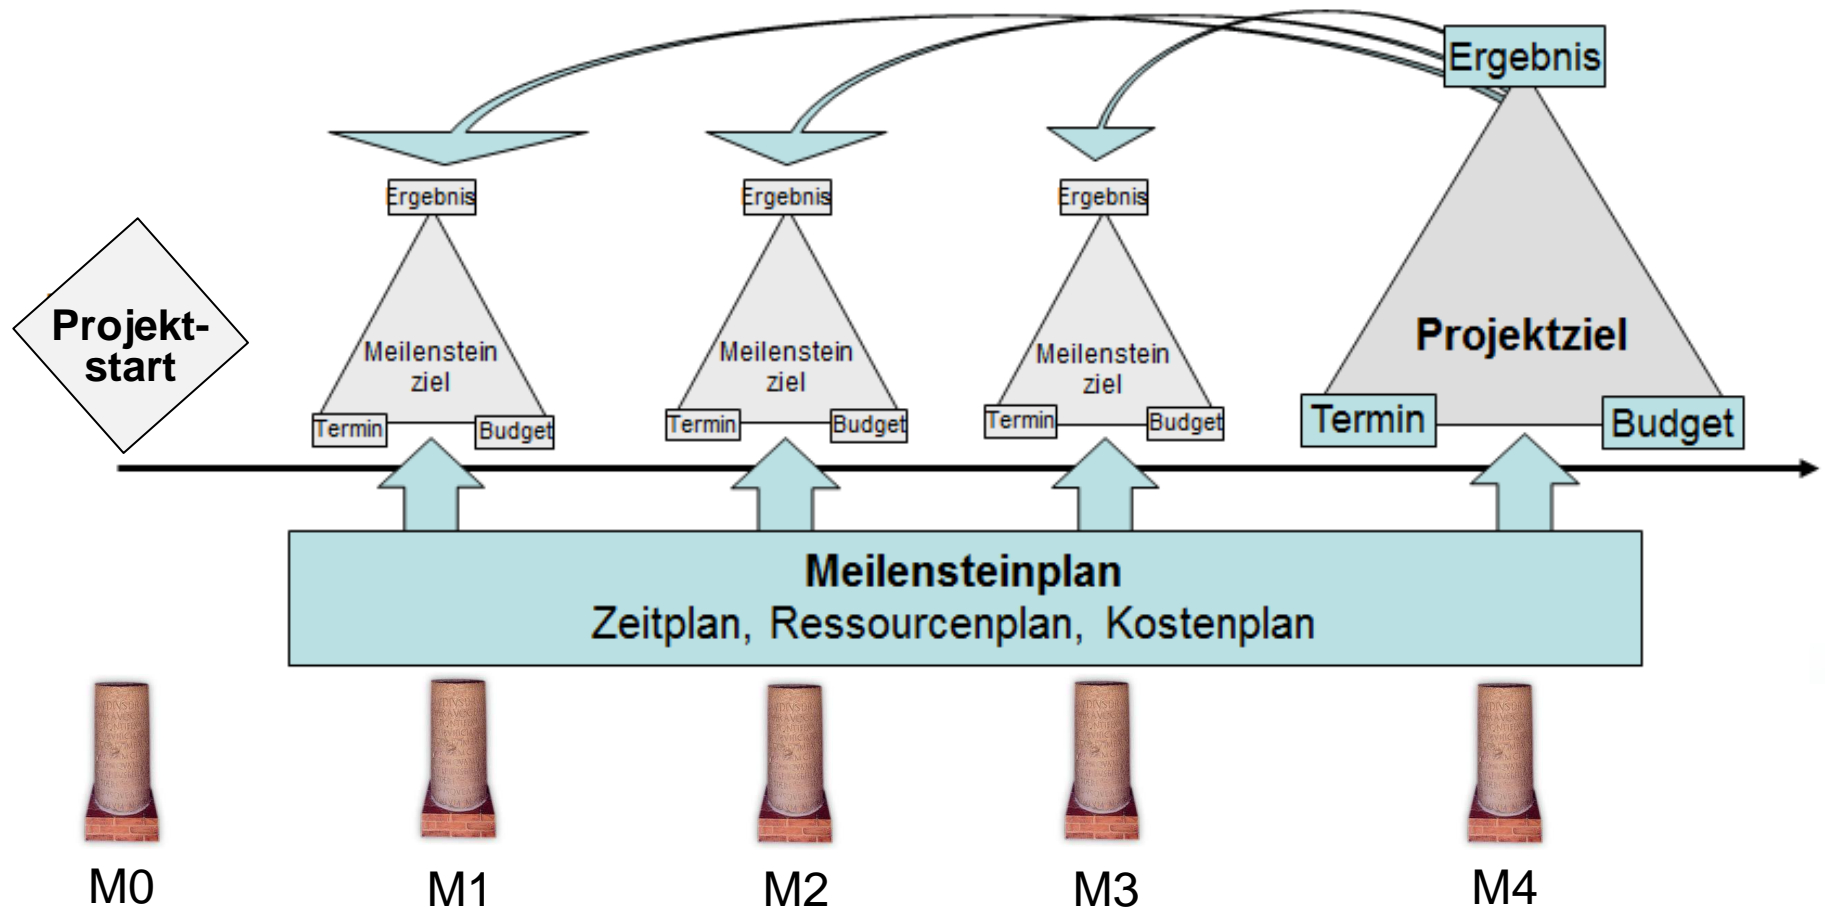 Ergebnis
Ergebnis
Ergebnis
Ergebnis
Projekt-
start
Meilenstein
ziel
Meilenstein
ziel
Meilenstein
ziel
Projektziel
Termin
Budget
Termin
Budget
Termin
Budget
Termin
Budget
Meilensteinplan
Zeitplan, Ressourcenplan, Kostenplan
M0
M1
M2
M3
M4